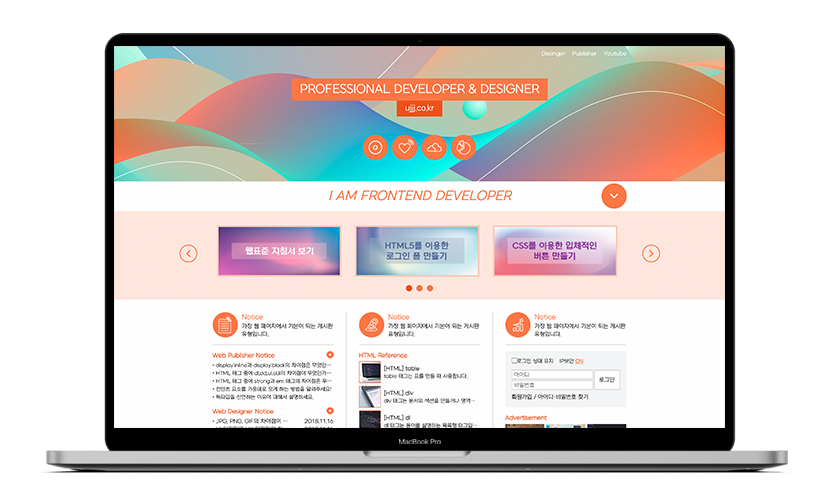 Desinger Publisher Youtube
PROFESSIONAL DEVELOPER & DESIGNER
ujjj.co.kr
I AM FRONTEND DEVELOPER
웹표준 지침서 보기
HTML5를 이용한
로그인 폼 만들기
CSS를 이용한 입체적인
버튼 만들기
Notice
가장 웹 페이지에서 기본이 되는 게시판
유형입니다.
Web Publisher Notice
• display:inline과 display:block의 차이점은 무엇인…
• HTML 태그 중에 dl,dd,ul,ol의 차이점이 무엇인가…
• HTML 태그 중에 strong과 em 태그의 차이점은 무…
• 컨텐츠 요소를 가운데로 오게 하는 방법을 알려주세요!
• 웹디자인을 선언하는 이유에 대해서 설명하세요.
Web Designer Notice
• JPG, PNG, GIF의 차이점이 … 2018.11.16
Notice
가장 웹 페이지에서 기본이 되는 게시판
유형입니다.
HTML Reference
[HTML] table
table 태그는 표를 만들 때 사용합니다.
[HTML] div
div 태그는 문서의 섹션을 만들거나 영역…
[HTML] dl
dl 태그는 용어를 설명하는 목록형 태그입…
Notice
가장 웹 페이지에서 기본이 되는 게시판
유형입니다.
로그인 상태 유지 IP보안 ON
아이디
비밀번호
로그인
회원가입 / 아이디·비밀번호 찾기
Advertisement
MacBook Pro